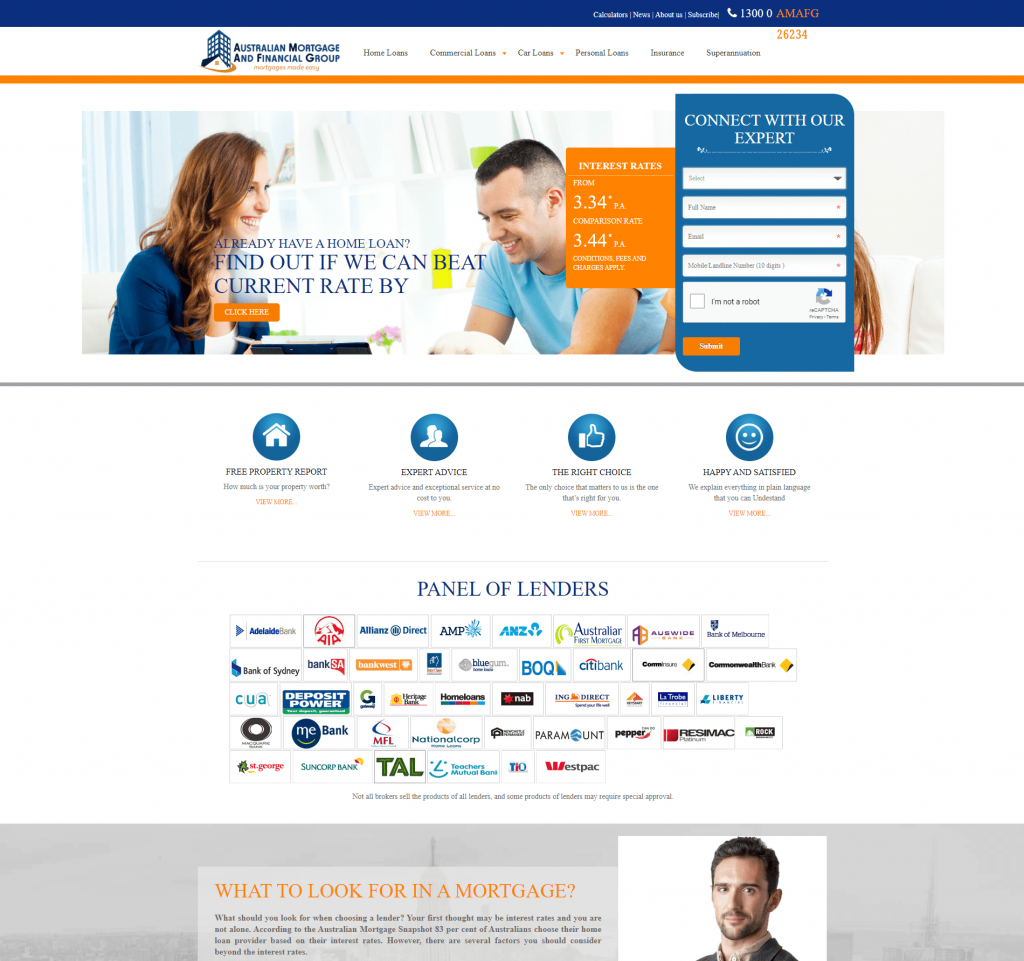 Calculators | News | About us | Subscribe|
1300 0 AMAFG
26234
AUSTRALIAN MORTGAGE
AND FINANCIAL GROUP
mortgages made easy
Home Loans
Commercial Loans
Car Loans
Personal Loans
Insurance
Superannuation
ALREADY HAVE A HOME LOAN?
FIND OUT IF WE CAN BEAT
CURRENT RATE BY
CLICK HERE
INTEREST RATES
FROM
3.34* P.A.
COMPARISON RATE
3.44* P.A.
CONDITIONS, FEES AND
CHARGES APPLY.
CONNECT WITH OUR
EXPERT
Select
Full Name *
Email *
Mobile/Landline Number (10 digits ) *
I'm not a robot
reCAPTCHA
Privacy - Terms
Submit
FREE PROPERTY REPORT
How much is your property worth?
VIEW MORE...
EXPERT ADVICE
Expert advice and exceptional service at no
cost to you.
VIEW MORE...
THE RIGHT CHOICE
The only choice that matters to us is the one
that's right for you.
VIEW MORE...
HAPPY AND SATISFIED
We explain everything in plain language
that you can Undestand
VIEW MORE...
PANEL OF LENDERS
AdelaideBank
AIA
Allianz Direct
AMP
ANZ
Australian
FIRST MORTGAGE
AUSWIDE
BANK
Bank of Melbourne
Bank of Sydney
bankSA
bankwest
bluegum
home loans
BOQ
citibank
CommInsure
CommonwealthBank
cua
DEPOSIT
POWER
Your deposit, guaranteed
gateway
Heritage
Bank
Homeloans
nab
ING DIRECT
Spend your life well
KEYSTART
La Trobe
Financial
LIBERTY
FINANCIAL
MACQUARIE
BANK
me Bank
MFL
Nationalcorp
Home Loans
NEWCASTLE
PERMANENT
PARAMOUNT
pepper
RESIMAC
Platinum
ROCK
st.george
SUNCORP BANK
TAL
Teachers
Mutual Bank
TIO
Westpac
Not all brokers sell the products of all lenders, and some products of lenders may require special approval.
WHAT TO LOOK FOR IN A MORTGAGE?
What should you look for when choosing a lender? Your first thought may be interest rates and you are
not alone. According to the Australian Mortgage Snapshot 83 per cent of Australians choose their home
loan provider based on their interest rates. However, there are several factors you should consider
beyond the interest rates.